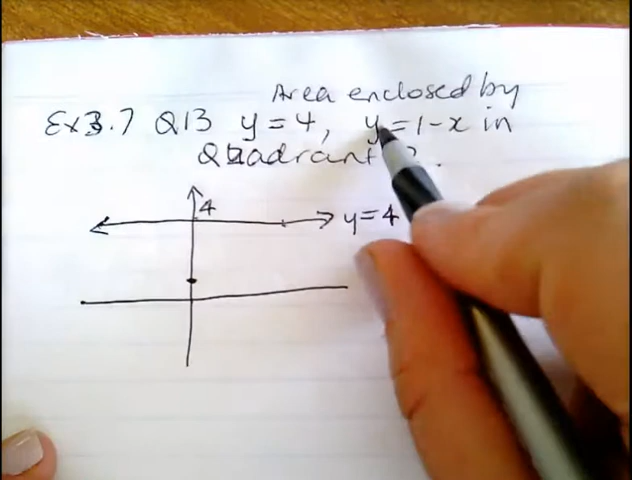 Area enclosed by
Ex3.7 Q13 y=4, y=1-x in
Quadrant
4
y=4